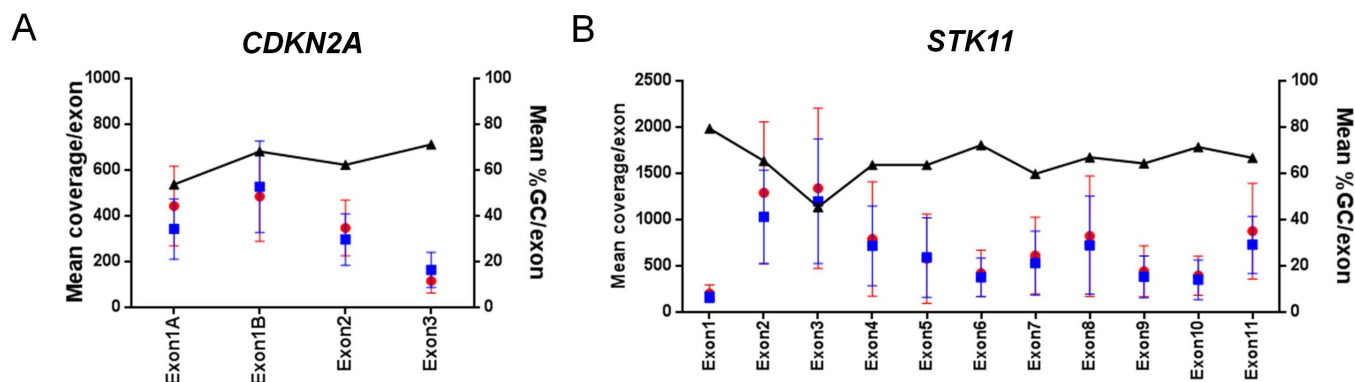 A
CDKN2A
Mean coverage/exon
1000
800
600
400
200
0
100
80
60
40
20
0
Mean %GC/exon
Exon1A
Exon1B
Exon2
Exon3
B
STK11
Mean coverage/exon
2500
2000
1500
1000
500
0
100
80
60
40
20
0
Mean %GC/exon
Exon1
Exon2
Exon3
Exon4
Exon5
Exon6
Exon7
Exon8
Exon9
Exon10
Exon11